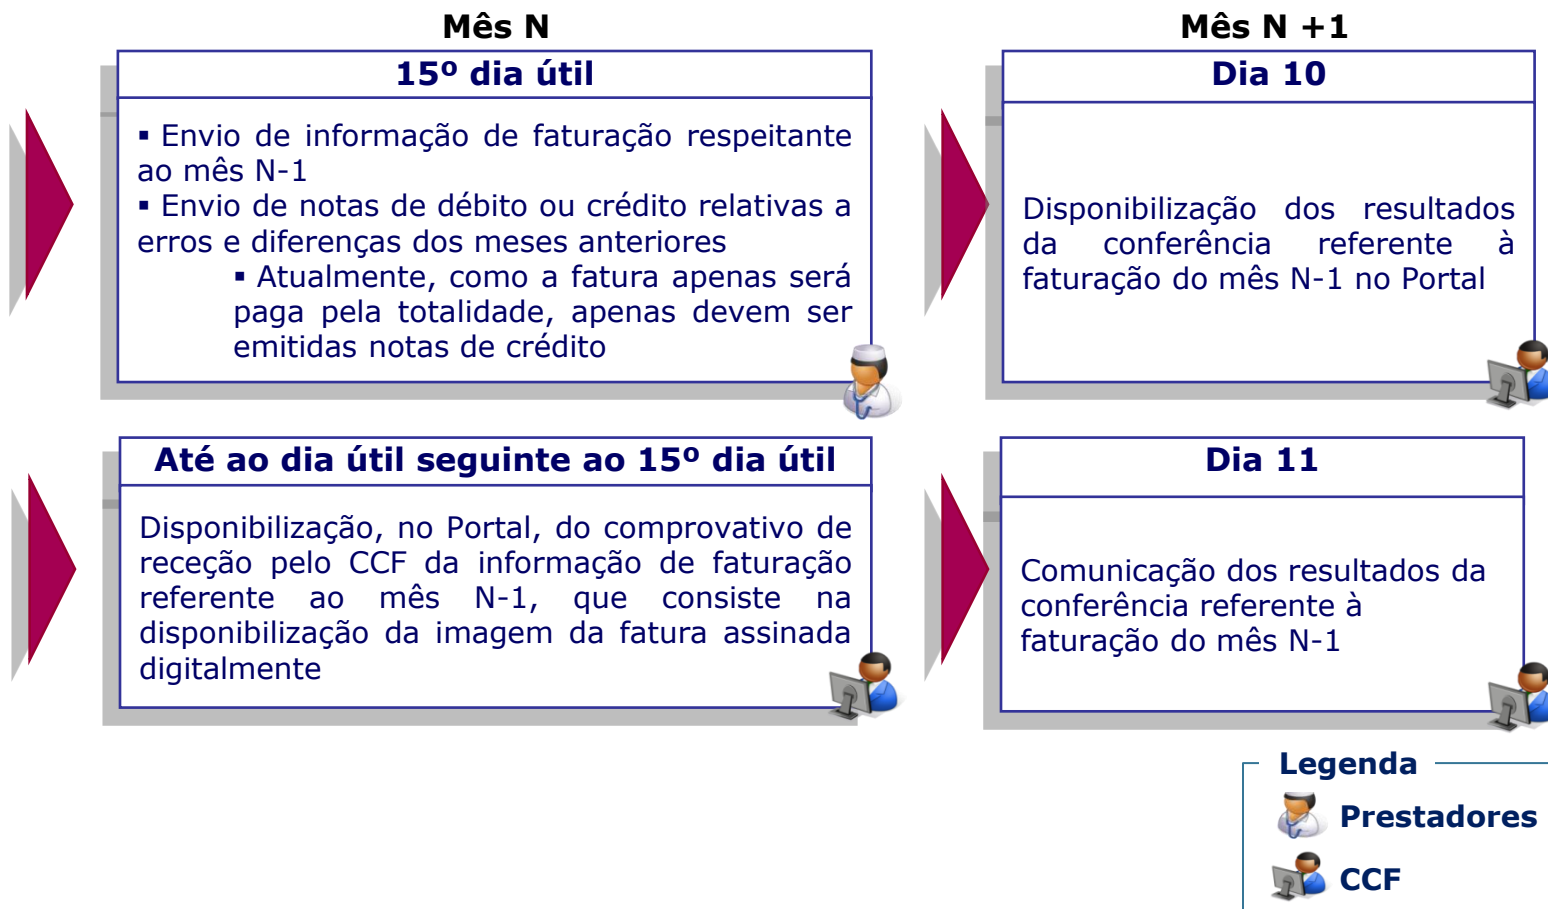 Mês N
15º dia útil
▪ Envio de informação de faturação respeitante
ao mês N-1
▪ Envio de notas de débito ou crédito relativas a
erros e diferenças dos meses anteriores
▪ Atualmente, como a fatura apenas será
paga pela totalidade, apenas devem ser
emitidas notas de crédito
Mês N +1
Dia 10
Disponibilização dos resultados
da conferência referente à
faturação do mês N-1 no Portal
Até ao dia útil seguinte ao 15º dia útil
Disponibilização, no Portal, do comprovativo de
receção pelo CCF da informação de faturação
referente ao mês N-1, que consiste na
disponibilização da imagem da fatura assinada
digitalmente
Dia 11
Comunicação dos resultados da
conferência referente à
faturação do mês N-1
Legenda
Prestadores
CCF